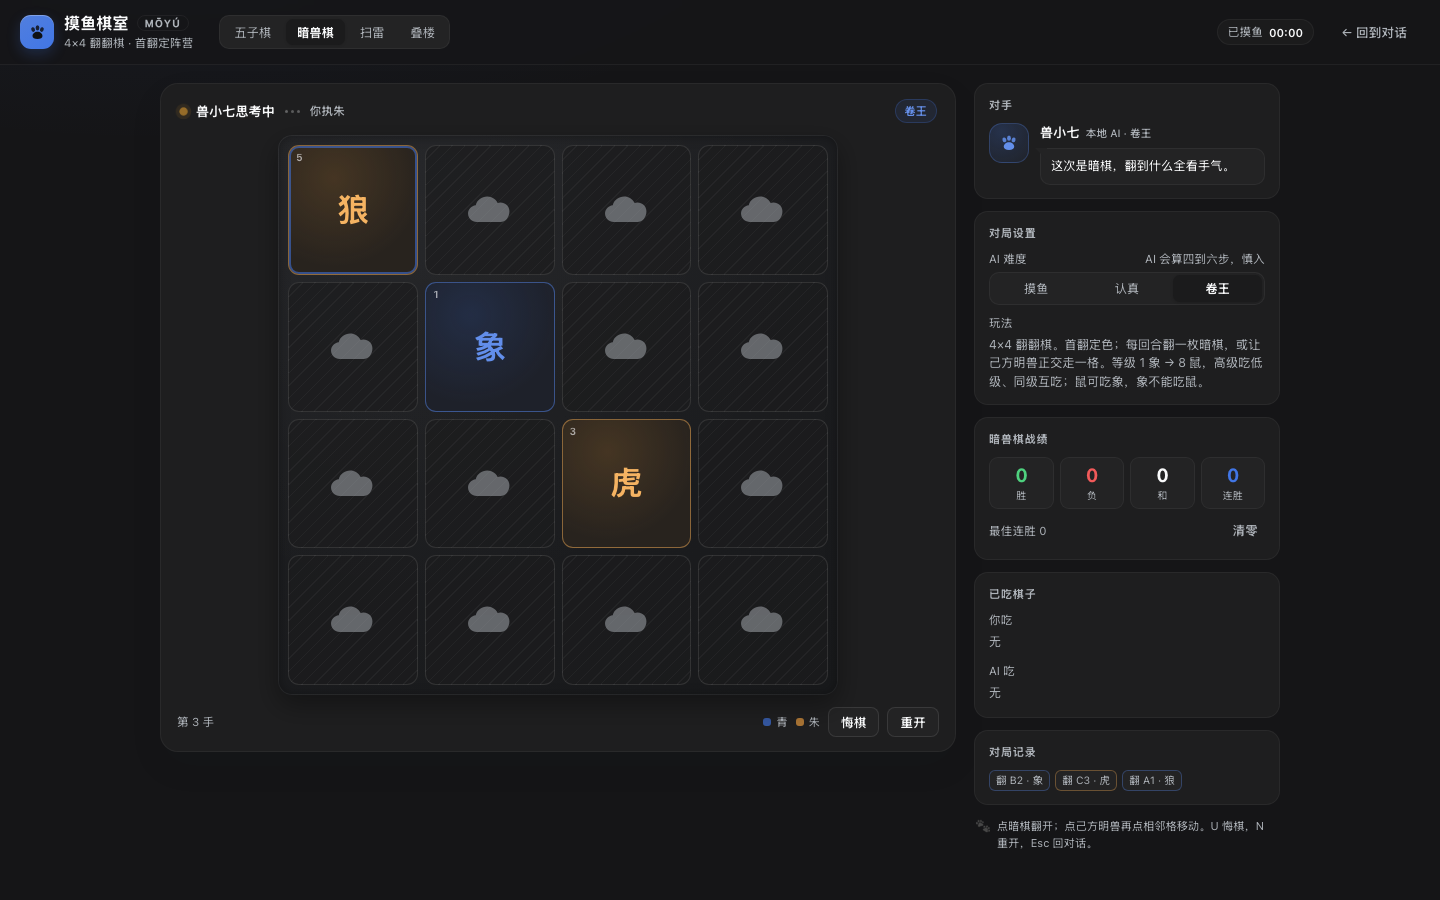 摸鱼棋室 MŌYÚ
4×4 翻翻棋 · 首翻定阵营
五子棋 暗兽棋 扫雷 叠楼
已摸鱼 00:00
← 回到对话
兽小七思考中 ··· 你执朱
卷王
5
狼
1
象
3
虎
第 3 手
青 朱 悔棋 重开
对手
兽小七 本地 AI · 卷王
这次是暗棋，翻到什么全看手气。
对局设置
AI 难度 AI 会算四到六步，慎入
摸鱼 认真 卷王
玩法
4×4 翻翻棋。首翻定色；每回合翻一枚暗棋，或让
己方明兽正交走一格。等级 1 象 → 8 鼠，高级吃低
级、同级互吃；鼠可吃象，象不能吃鼠。
暗兽棋战绩
0 0 0 0
胜 负 和 连胜
最佳连胜 0 清零
已吃棋子
你吃
无
AI 吃
无
对局记录
翻 B2 · 象 翻 C3 · 虎 翻 A1 · 狼
点暗棋翻开；点己方明兽再点相邻格移动。U 悔棋，N
重开，Esc 回对话。